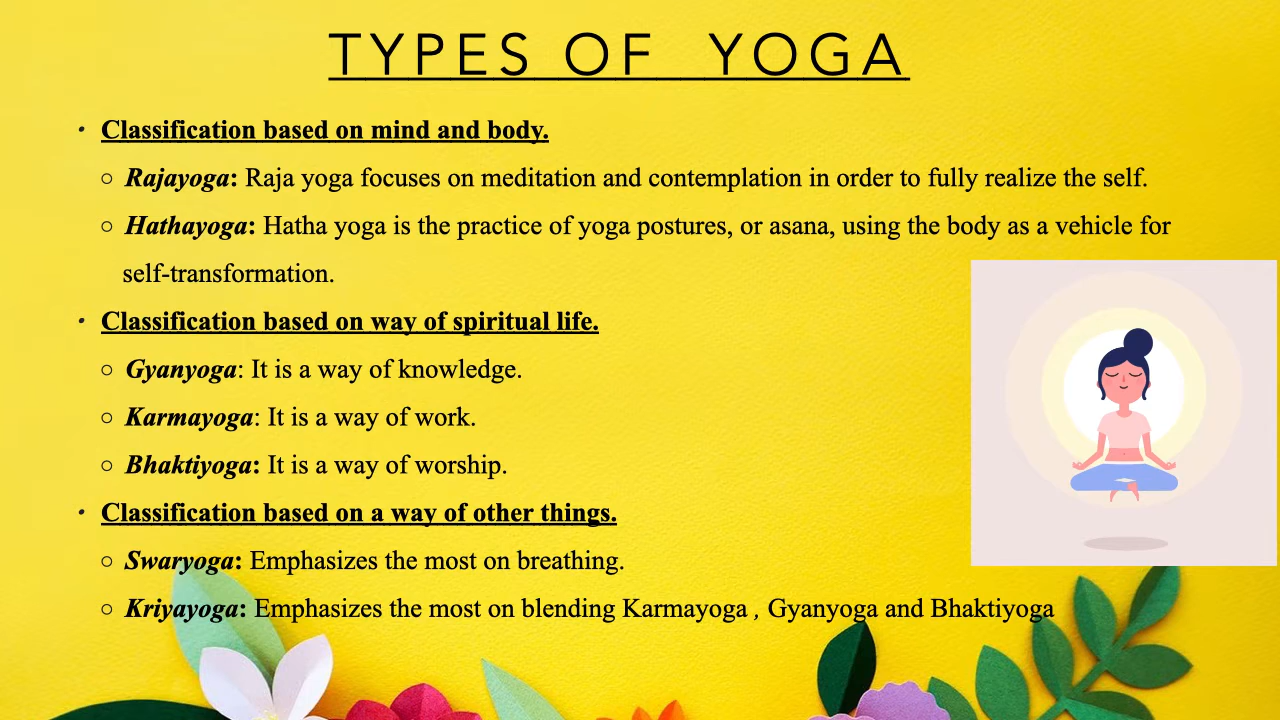 TYPES OF YOGA
• Classification based on mind and body.
○ Rajayoga: Raja yoga focuses on meditation and contemplation in order to fully realize the self.
○ Hathayoga: Hatha yoga is the practice of yoga postures, or asana, using the body as a vehicle for
self-transformation.
• Classification based on way of spiritual life.
○ Gyanyoga: It is a way of knowledge.
○ Karmayoga: It is a way of work.
○ Bhaktiyoga: It is a way of worship.
• Classification based on a way of other things.
○ Swaryoga: Emphasizes the most on breathing.
○ Kriyayoga: Emphasizes the most on blending Karmayoga , Gyanyoga and Bhaktiyoga